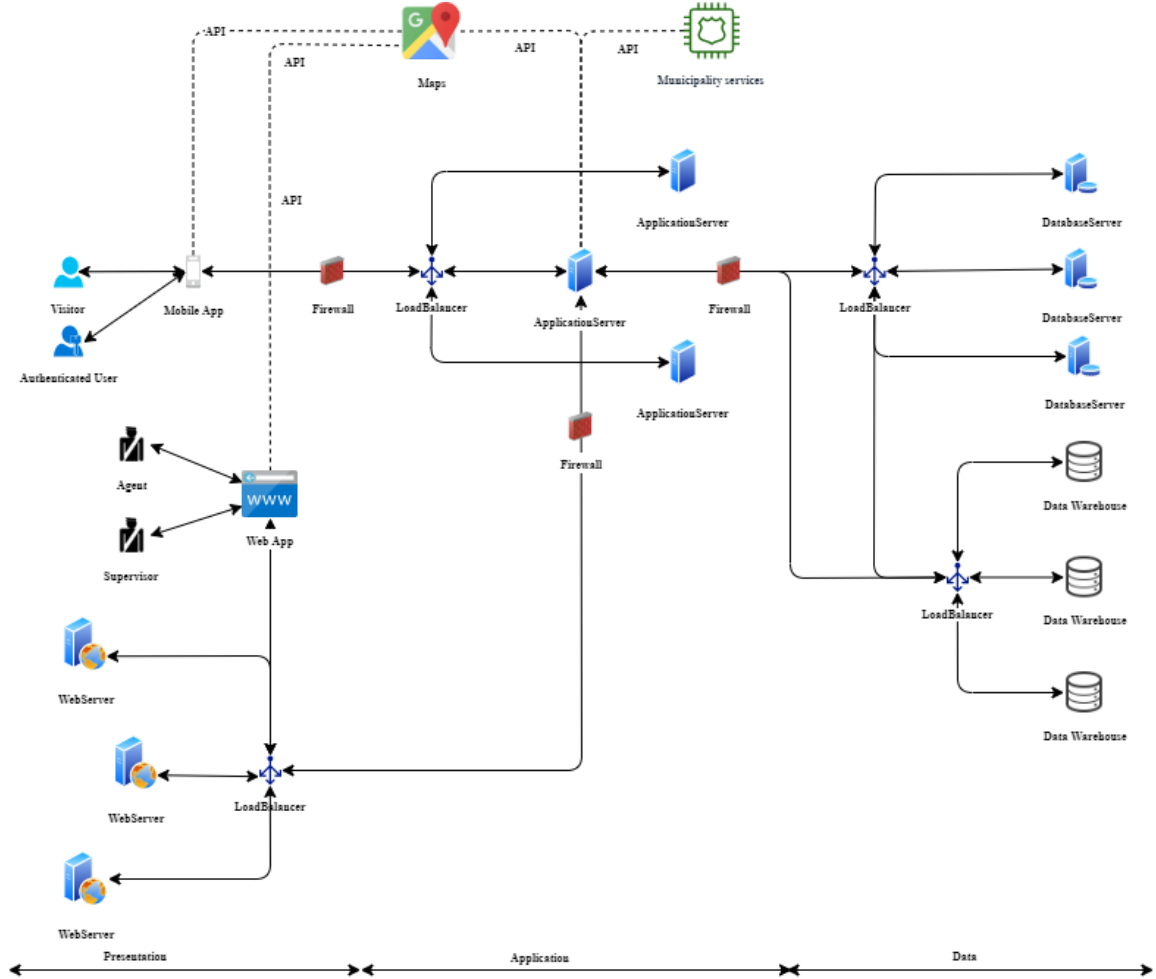 API
G
API
API
API
Maps
Municipality services
API
ApplicationServer
DatabaseServer
Visitor
Mobile App
Firewall
LoadBalancer
ApplicationServer
Firewall
LoadBalancer
DatabaseServer
Authenticated User
ApplicationServer
DatabaseServer
Firewall
Agent
WWW
Web App
Supervisor
Data Warehouse
LoadBalancer
Data Warehouse
WebServer
Data Warehouse
WebServer
LoadBalancer
WebServer
Presentation
Application
Data